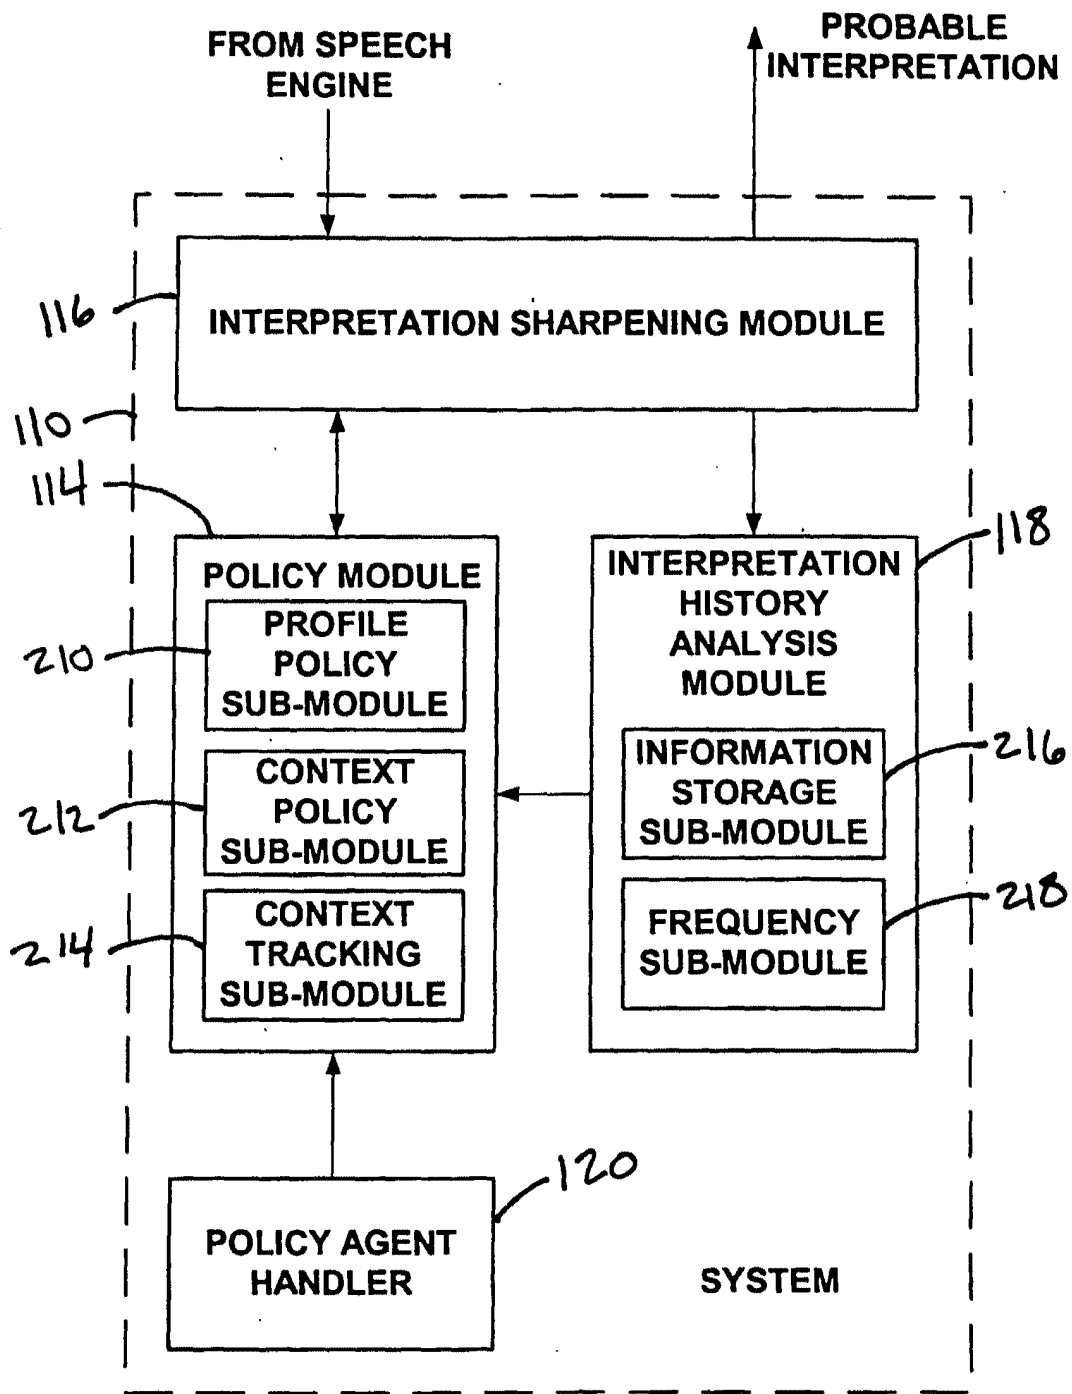 FROM SPEECH
ENGINE
PROBABLE
INTERPRETATION
116
INTERPRETATION SHARPENING MODULE
110
114
POLICY MODULE
210
PROFILE
POLICY
SUB-MODULE
212
CONTEXT
POLICY
SUB-MODULE
214
CONTEXT
TRACKING
SUB-MODULE
118
INTERPRETATION
HISTORY
ANALYSIS
MODULE
216
INFORMATION
STORAGE
SUB-MODULE
218
FREQUENCY
SUB-MODULE
120
POLICY AGENT
HANDLER
SYSTEM